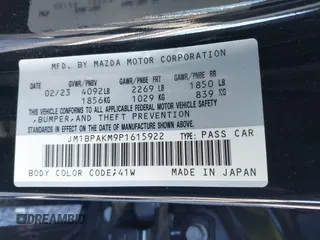 MFD. BY MAZDA MOTOR CORPORATION
GVWR/PNBV GAWR/PNBE FRT GAWR/PNBE RR
02/23 4092LB 2269 LB 1850 LB
1856KG 1029 KG 839 KG
THIS VEHICLE CONFORMS TO ALL APPLICABLE FEDERAL MOTOR VEHICLE SAFETY,
BUMPER, AND THEFT PREVENTION STANDARDS IN EFFECT ON THE DATE OF MANUFACTURE SHOWN ABOVE.
JM1BPAKM9P1615922 TYPE: PASS CAR
BODY COLOR CODE;41W MADE IN JAPAN
DREAMBID